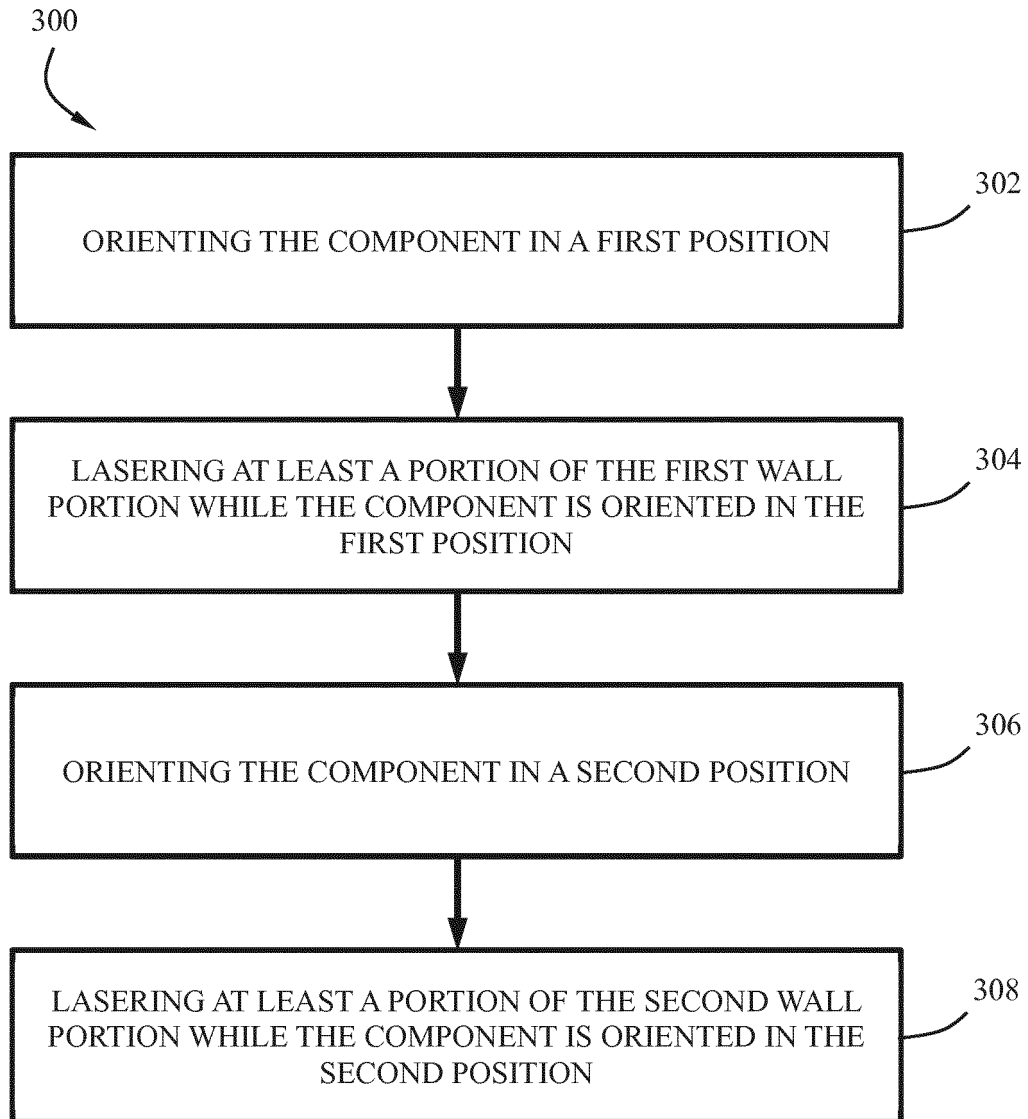 300
302
ORIENTING THE COMPONENT IN A FIRST POSITION
304
LASERING AT LEAST A PORTION OF THE FIRST WALL
PORTION WHILE THE COMPONENT IS ORIENTED IN THE
FIRST POSITION
306
ORIENTING THE COMPONENT IN A SECOND POSITION
308
LASERING AT LEAST A PORTION OF THE SECOND WALL
PORTION WHILE THE COMPONENT IS ORIENTED IN THE
SECOND POSITION